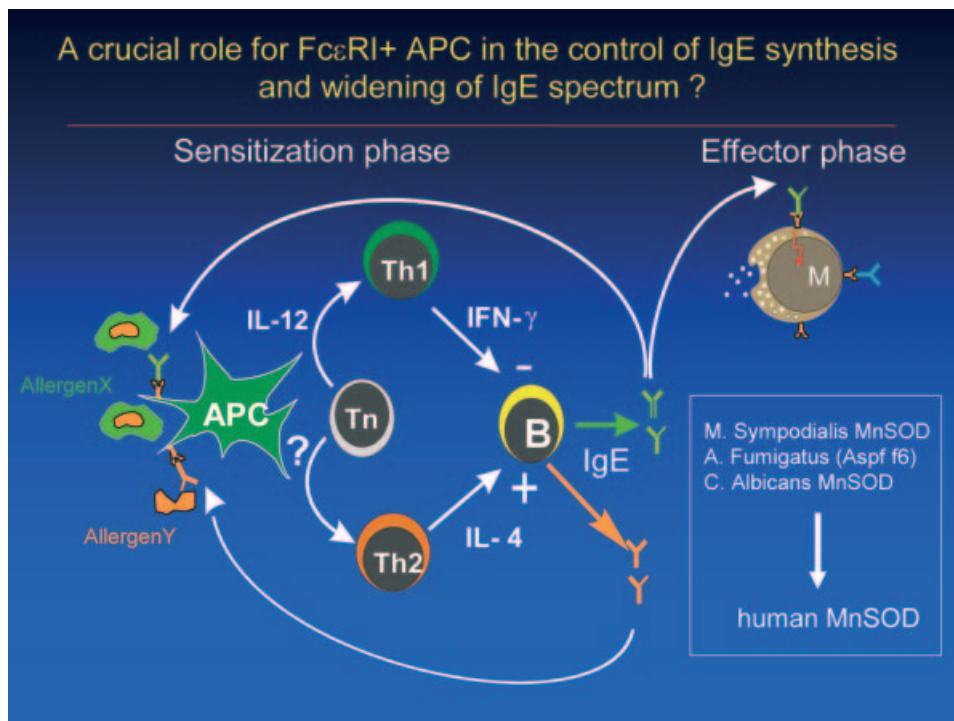 A crucial role for FcεRI+ APC in the control of IgE synthesis
and widening of IgE spectrum ?
Sensitization phase
Effector phase
Th1
M
IL-12
IFN-γ
-
AllergenX
APC
Tn
?
B
IgE
+
M. Sympodialis MnSOD
A. Fumigatus (Aspf f6)
C. Albicans MnSOD
AllergenY
Th2
IL- 4
human MnSOD